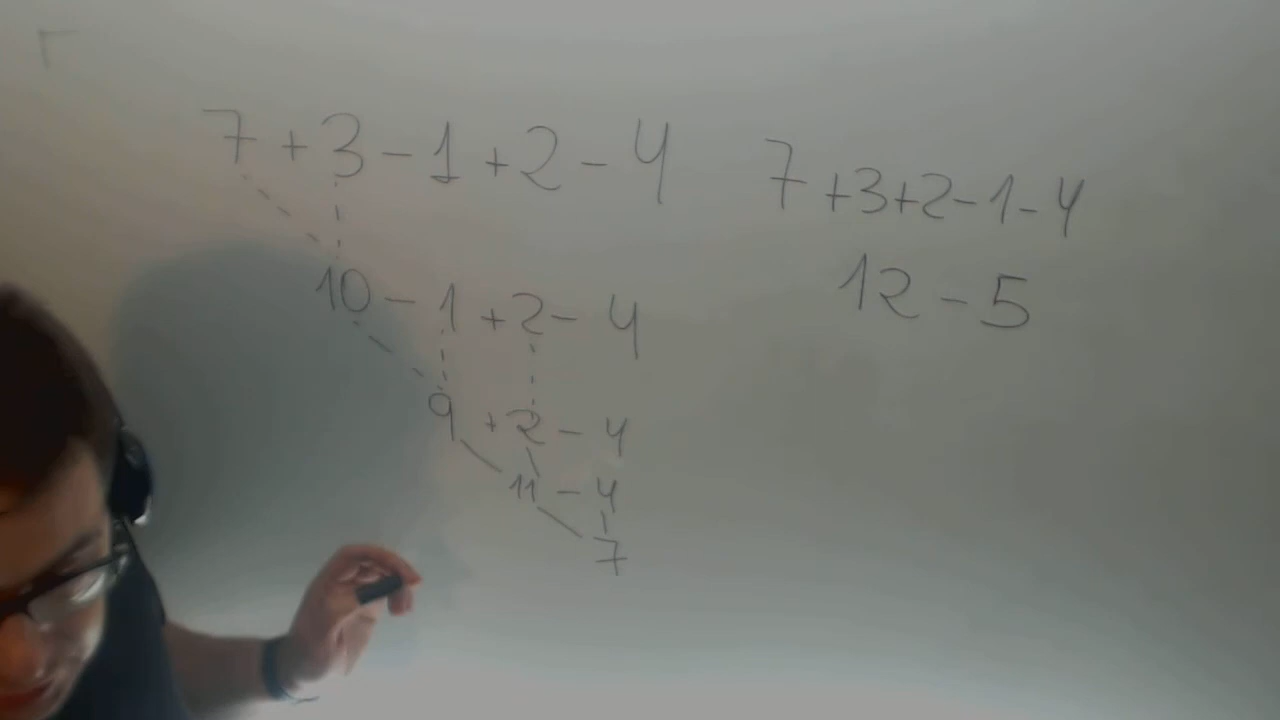 7 + 3 - 1 + 2 - 4
10 - 1 + 2 - 4
9 + 2 - 4
11 - 4
7
7 + 3 + 2 - 1 - 4
12 - 5